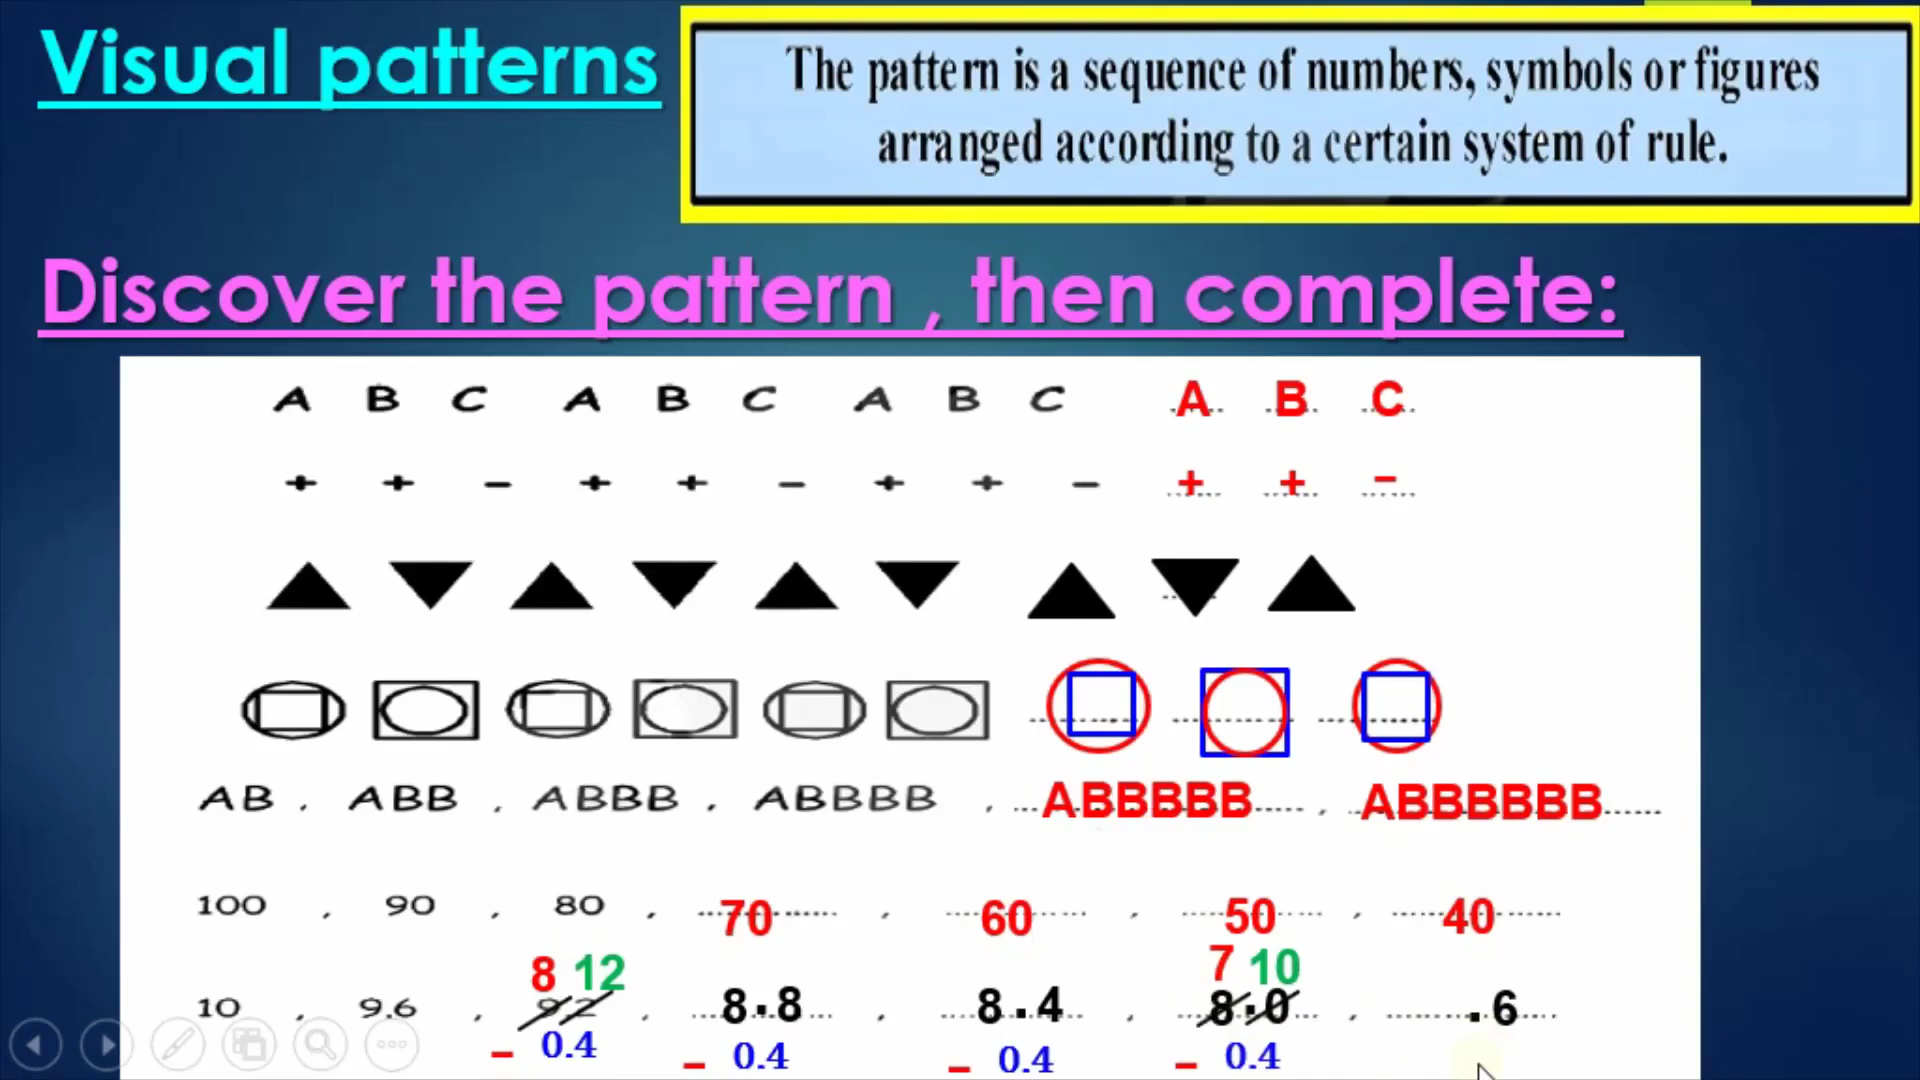 Visual patterns
The pattern is a sequence of numbers, symbols or figures
arranged according to a certain system of rule.
Discover the pattern , then complete:
A B C A B C A B C A B C
+ + - + + - + + - + + -
AB , ABB , ABBB , ABBBB , ABBBBB , ABBBBBB
100 , 90 , 80 , 70 , 60 , 50 , 40
8 12 7 10
10 , 9.6 , 9.2 , 8.8 , 8.4 , 8.0 , .6
- 0.4 - 0.4 - 0.4 - 0.4